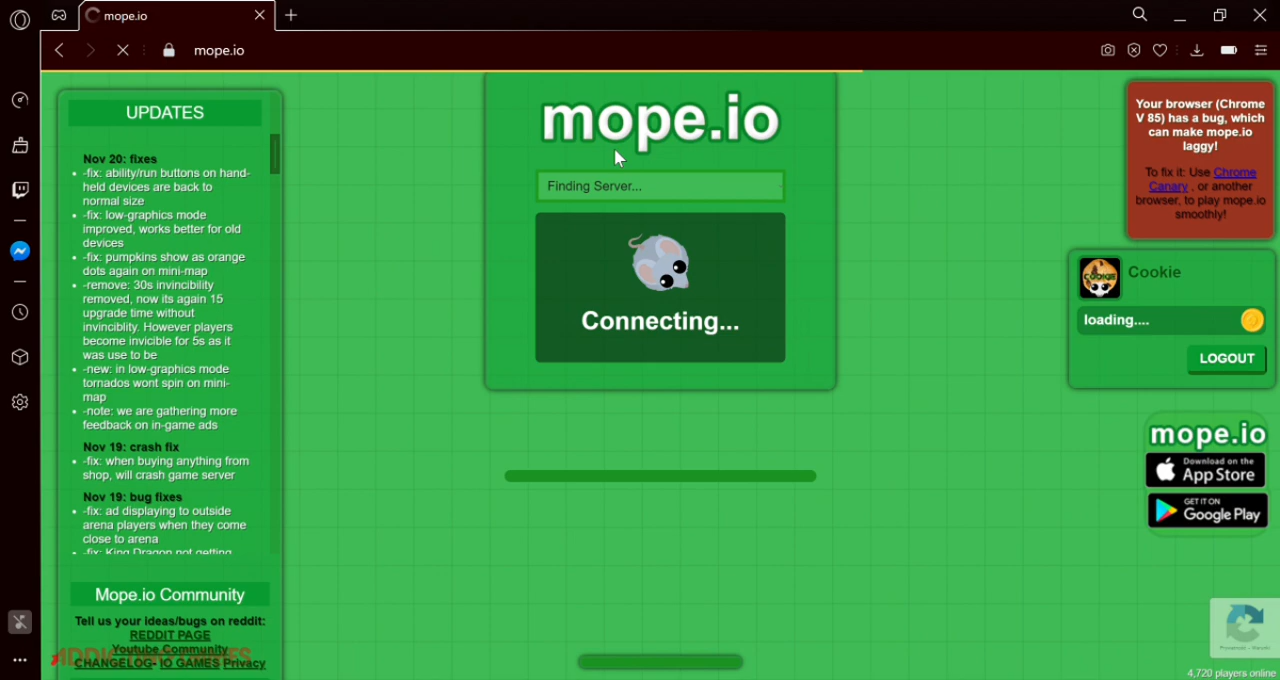 mope.io
mope.io
UPDATES
Nov 20: fixes
-fix: ability/run buttons on hand-
held devices are back to
normal size
-fix: low-graphics mode
improved, works better for old
devices
-fix: pumpkins show as orange
dots again on mini-map
-remove: 30s invincibility
removed, now its again 15
upgrade time without
invinciblity. However players
become invicible for 5s as it
was use to be
-new: in low-graphics mode
tornados wont spin on mini-
map
-note: we are gathering more
feedback on in-game ads
Nov 19: crash fix
-fix: when buying anything from
shop, will crash game server
Nov 19: bug fixes
-fix: ad displaying to outside
arena players when they come
close to arena
-fix: King Dragon not getting
Mope.io Community
Tell us your ideas/bugs on reddit:
REDDIT PAGE
Youtube Community
CHANGELOG- IO GAMES Privacy
mope.io
Finding Server...
Connecting...
Your browser (Chrome
V 85) has a bug, which
can make mope.io
laggy!
To fix it: Use Chrome
Canary , or another
browser, to play mope.io
smoothly!
COOKIE
Cookie
loading....
LOGOUT
mope.io
Download on the
App Store
GET IT ON
Google Play
4,720 players online